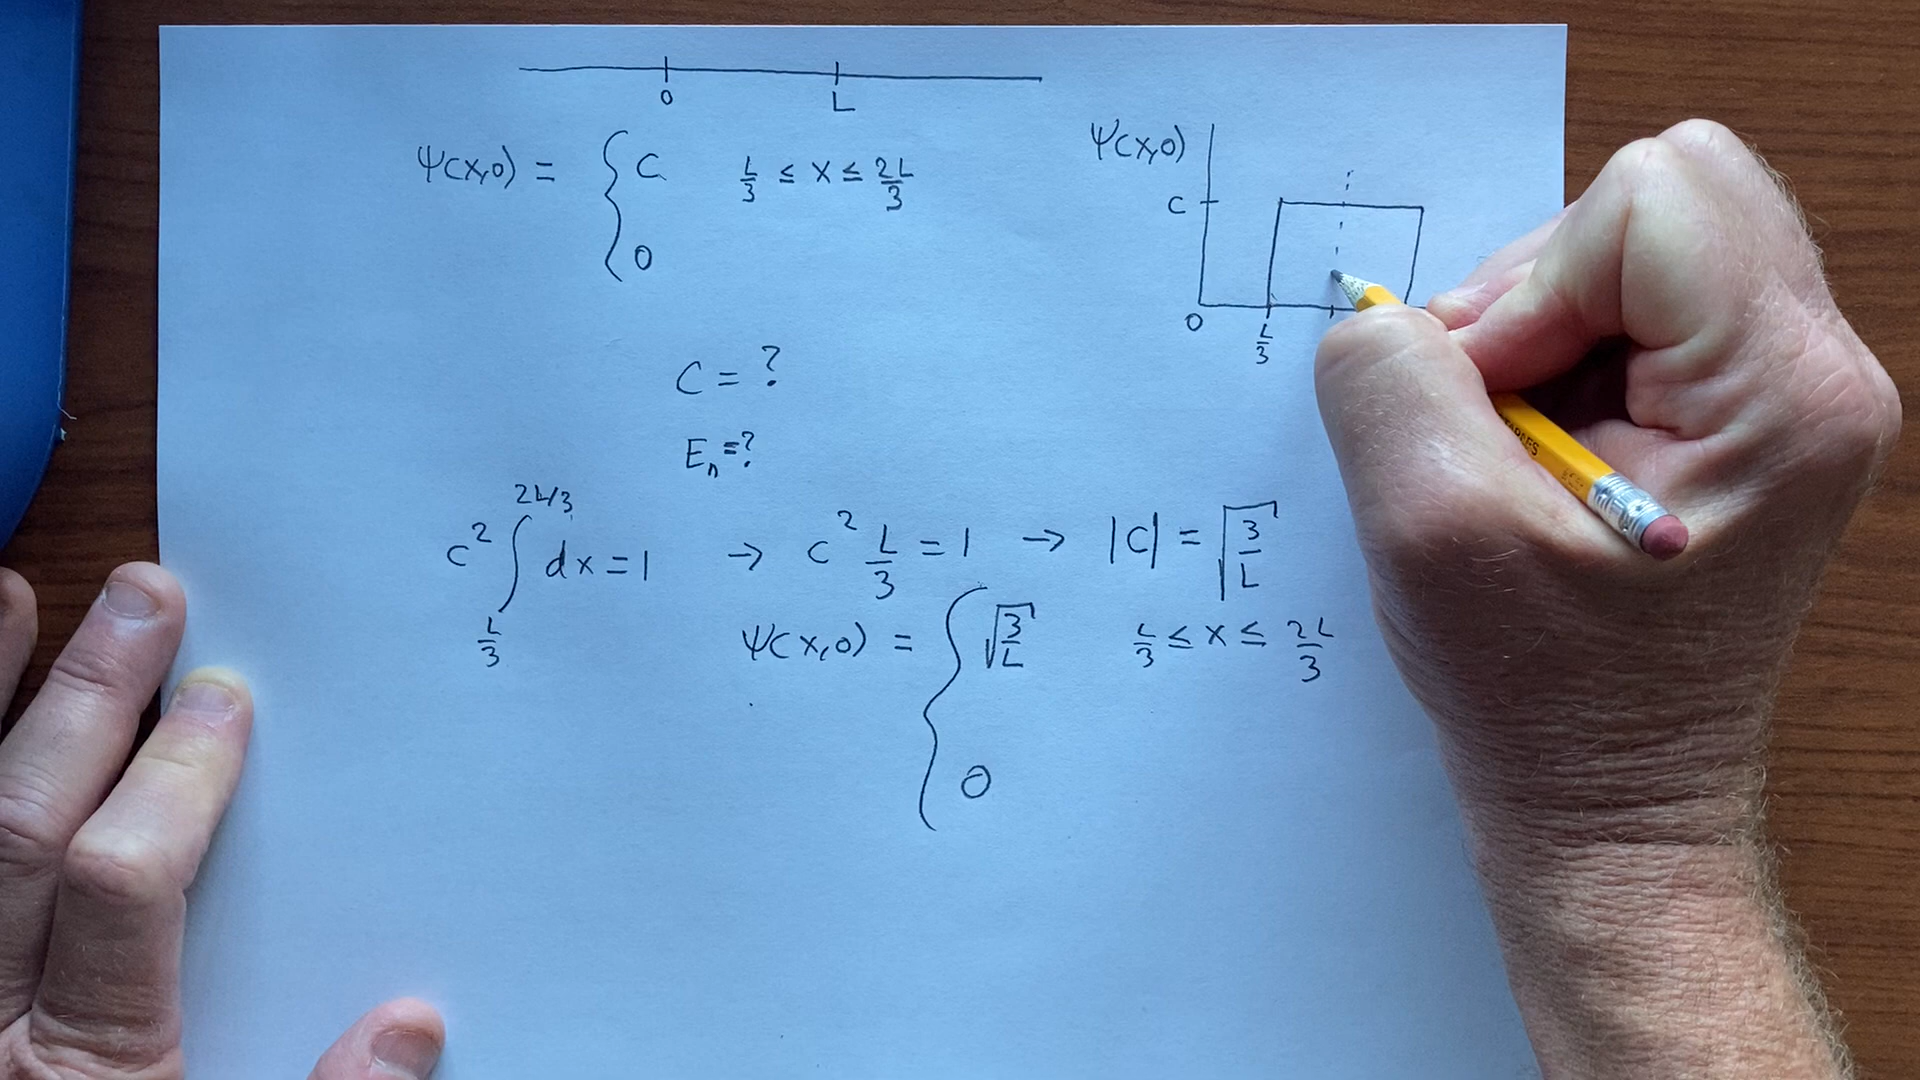 0 L
ψ(x,0) = { C L/3 ≤ x ≤ 2L/3
0
ψ(x,0)
C
0 L/3
C = ?
Eₙ = ?
c² ∫_{L/3}^{2L/3} dx = 1 → c² L/3 = 1 → |C| = √(3/L)
ψ(x,0) = { √(3/L) L/3 ≤ x ≤ 2L/3
0